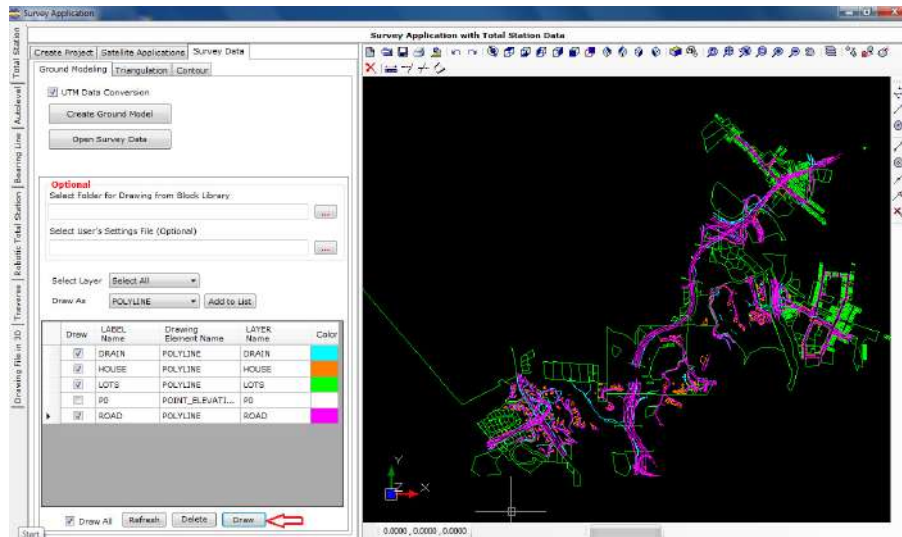 Survey Application
Survey Application with Total Station Data
Create Project
Satellite Applications
Survey Data
Ground Modeling
Triangulation
Contour
UTM Data Conversion
Create Ground Model
Open Survey Data
Optional
Select Folder for Drawing from Block Library
...
Select User's Settings File (Optional)
...
Select Layer
Select All
Draw As
POLYLINE
Add to List
Draw LABEL Name Drawing Element Name LAYER Name Color
DRAIN POLYLINE DRAIN
HOUSE POLYLINE HOUSE
LOTS POLYLINE LOTS
P0 POINT_ELEVATI... P0
ROAD POLYLINE ROAD
Draw All
Refresh
Delete
Draw
Start
Total Station
Autolevel
Bearing Line
Robotic Total Station
Traverse
Drawing File in 3D
Y
Z
X
0.0000 , 0.0000 , 0.0000